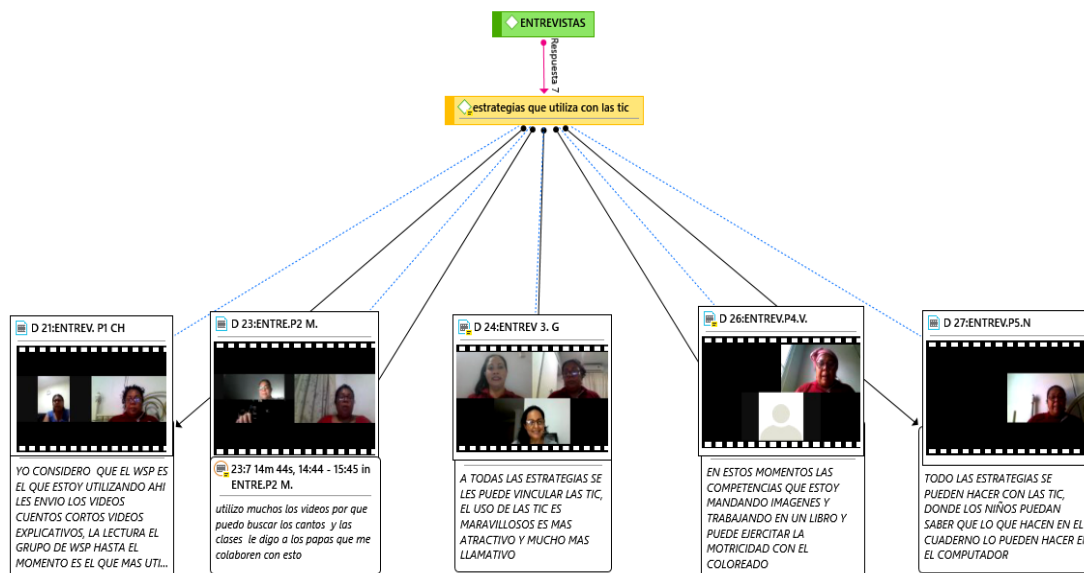 ENTREVISTAS
Respuesta 7
estrategias que utiliza con las tic
D 21:ENTREV. P1 CH
YO CONSIDERO QUE EL WSP ES
EL QUE ESTOY UTILIZANDO AHI
LES ENVIO LOS VIDEOS
CUENTOS CORTOS VIDEOS
EXPLICATIVOS, LA LECTURA EL
GRUPO DE WSP HASTA EL
MOMENTO ES EL QUE MAS UTI...
D 23:ENTRE.P2 M.
23:7 14m 44s, 14:44 - 15:45 in
ENTRE.P2 M.
utilizo muchos los videos por que
puedo buscar los cantos y las
clases le digo a los papas que me
colaboren con esto
D 24:ENTREV 3. G
A TODAS LAS ESTRATEGIAS SE
LES PUEDE VINCULAR LAS TIC,
EL USO DE LAS TIC ES
MARAVILLOSOS ES MAS
ATRACTIVO Y MUCHO MAS
LLAMATIVO
D 26:ENTREV.P4.V.
EN ESTOS MOMENTOS LAS
COMPETENCIAS QUE ESTOY
MANDANDO IMAGENES Y
TRABAJANDO EN UN LIBRO Y
PUEDE EJERCITAR LA
MOTRICIDAD CON EL
COLOREADO
D 27:ENTREV.P5.N
TODO LAS ESTRATEGIAS SE
PUEDEN HACER CON LAS TIC,
DONDE LOS NIÑOS PUEDAN
SABER QUE LO QUE HACEN EN EL
CUADERNO LO PUEDEN HACER EN
EL COMPUTADOR